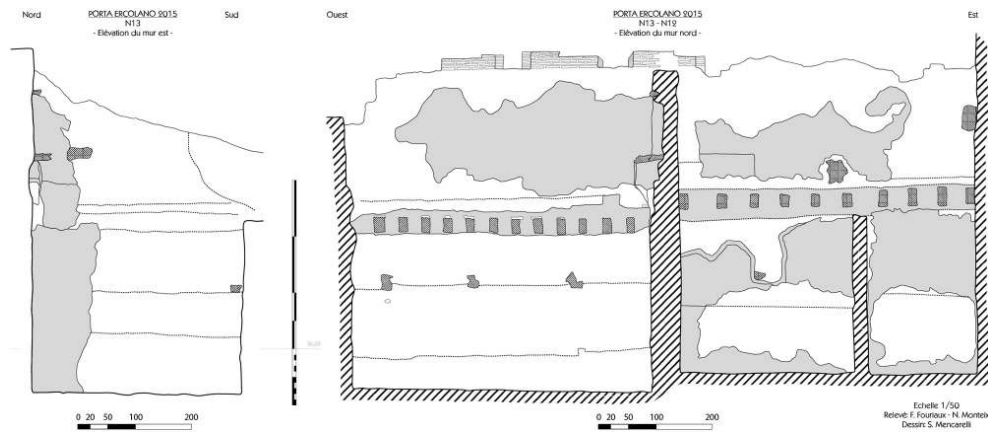 Nord
PORTA ERCOLANO 2015
N13
- Elévation du mur est -
Sud
Ouest
PORTA ERCOLANO 2015
N13 - N12
- Elévation du mur nord -
Est
0 20 50 100 200
0 20 50 100 200
Echelle 1/50
Relevé: F. Fouriaux - N. Monteix
Dessin: S. Mencarelli